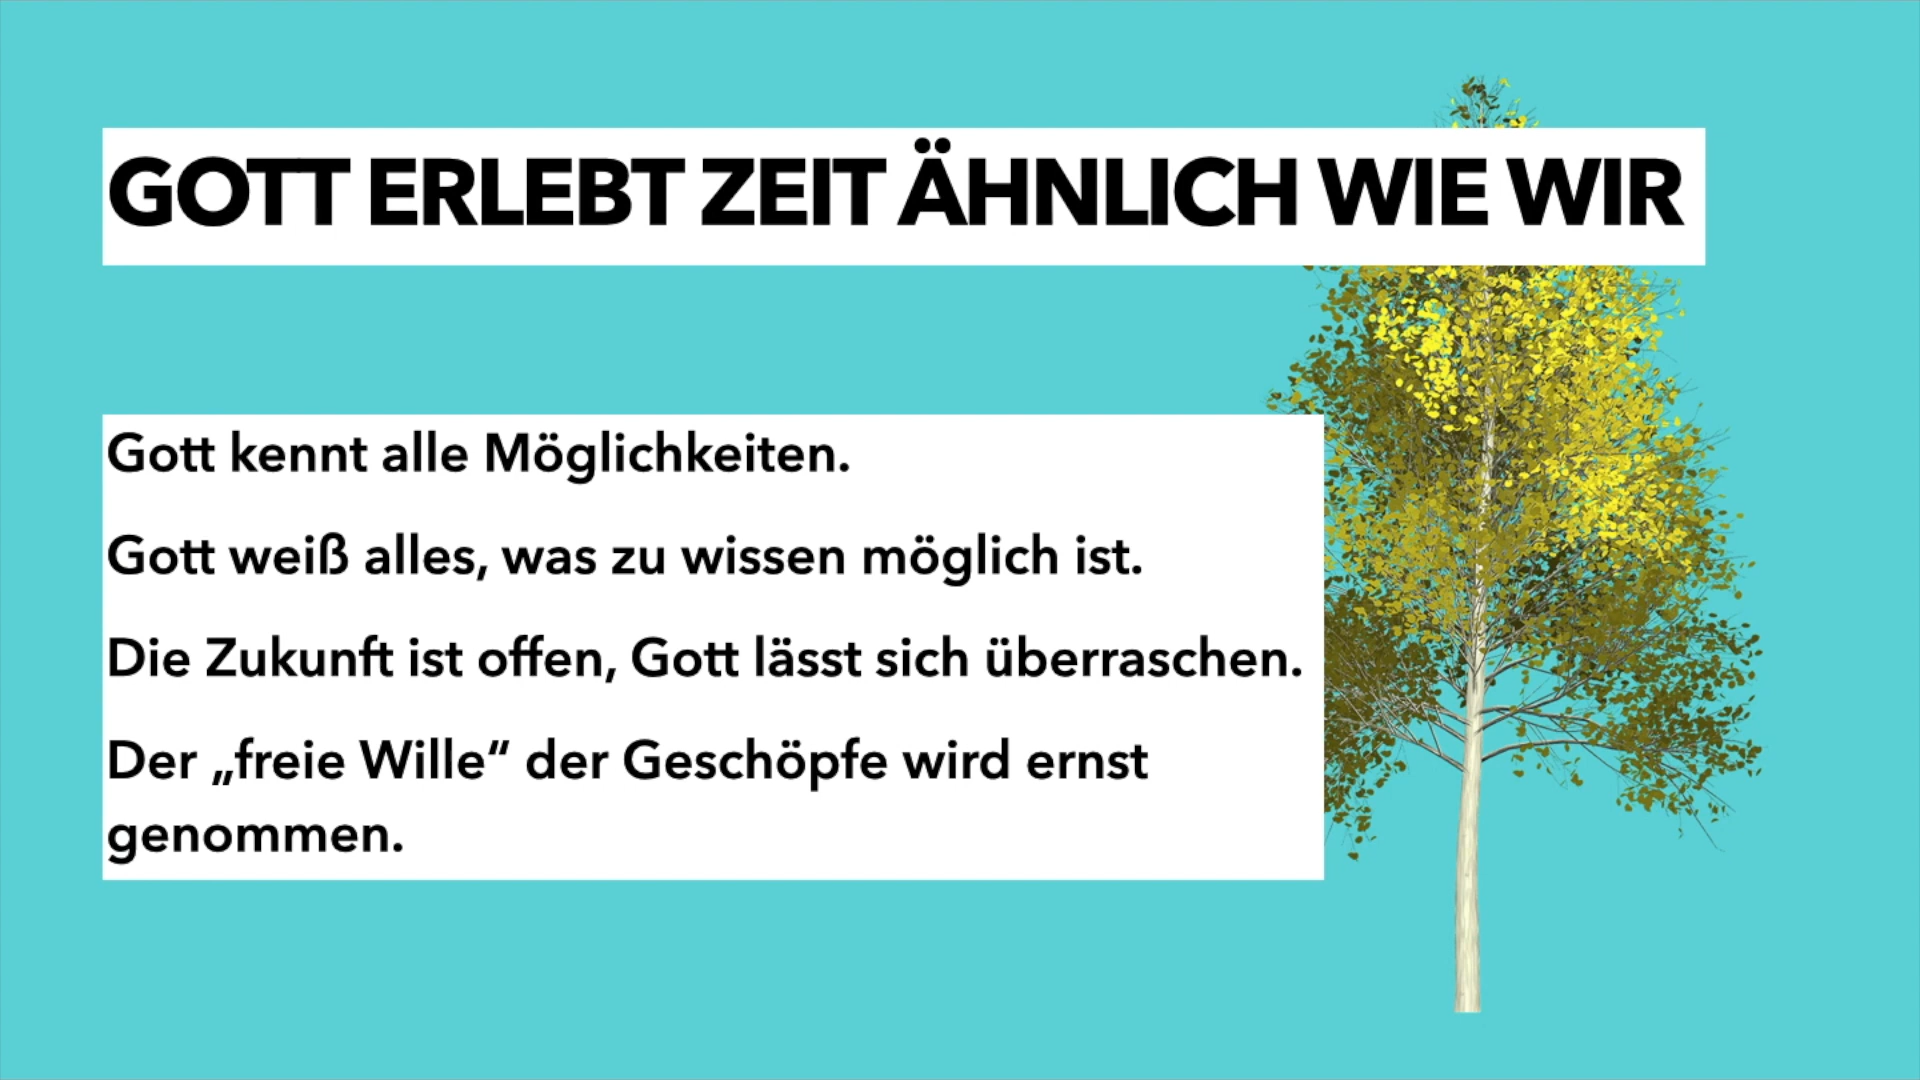 GOTT ERLEBT ZEIT ÄHNLICH WIE WIR
Gott kennt alle Möglichkeiten.
Gott weiß alles, was zu wissen möglich ist.
Die Zukunft ist offen, Gott lässt sich überraschen.
Der „freie Wille“ der Geschöpfe wird ernst
genommen.